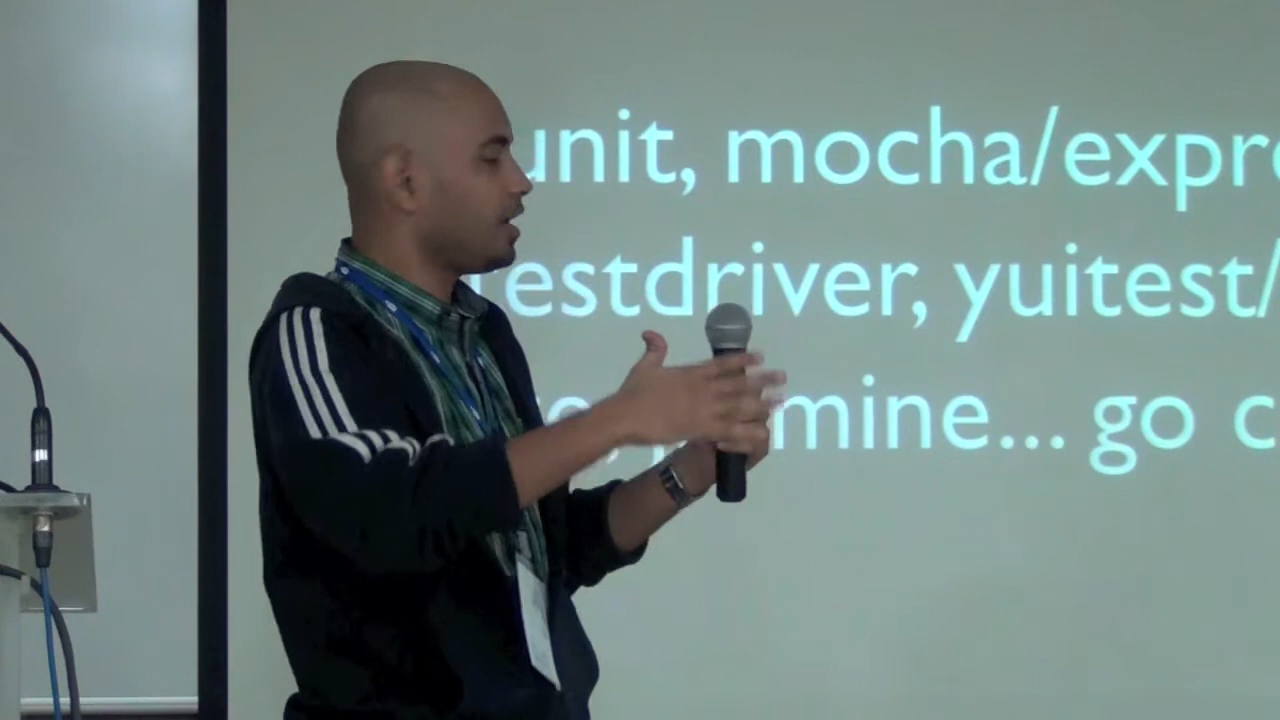 unit, mocha/expre
estdriver, yuitest/
mine... go c